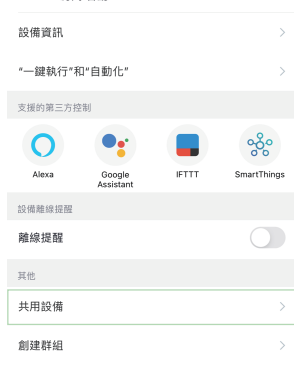 設備資訊
“一鍵執行”和“自動化”
支援的第三方控制
Alexa
Google
Assistant
IFTTT
SmartThings
設備離線提醒
離線提醒
其他
共用設備
創建群組